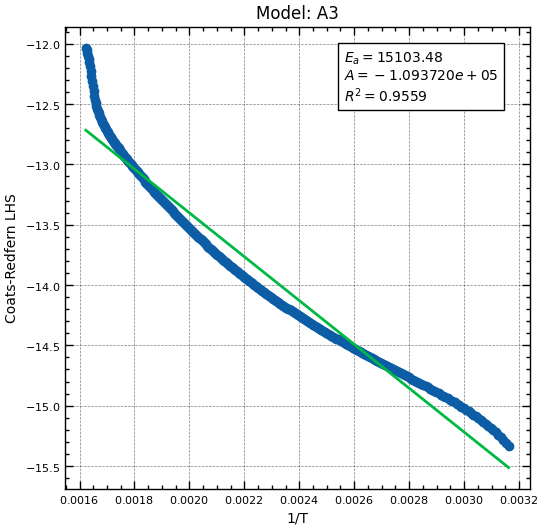 Model: A3
−12.0
−12.5
−13.0
−13.5
−14.0
−14.5
−15.0
−15.5
Coats-Redfern LHS
E_a = 15103.48
A = −1.093720e + 05
R² = 0.9559
0.0016 0.0018 0.0020 0.0022 0.0024 0.0026 0.0028 0.0030 0.0032
1/T